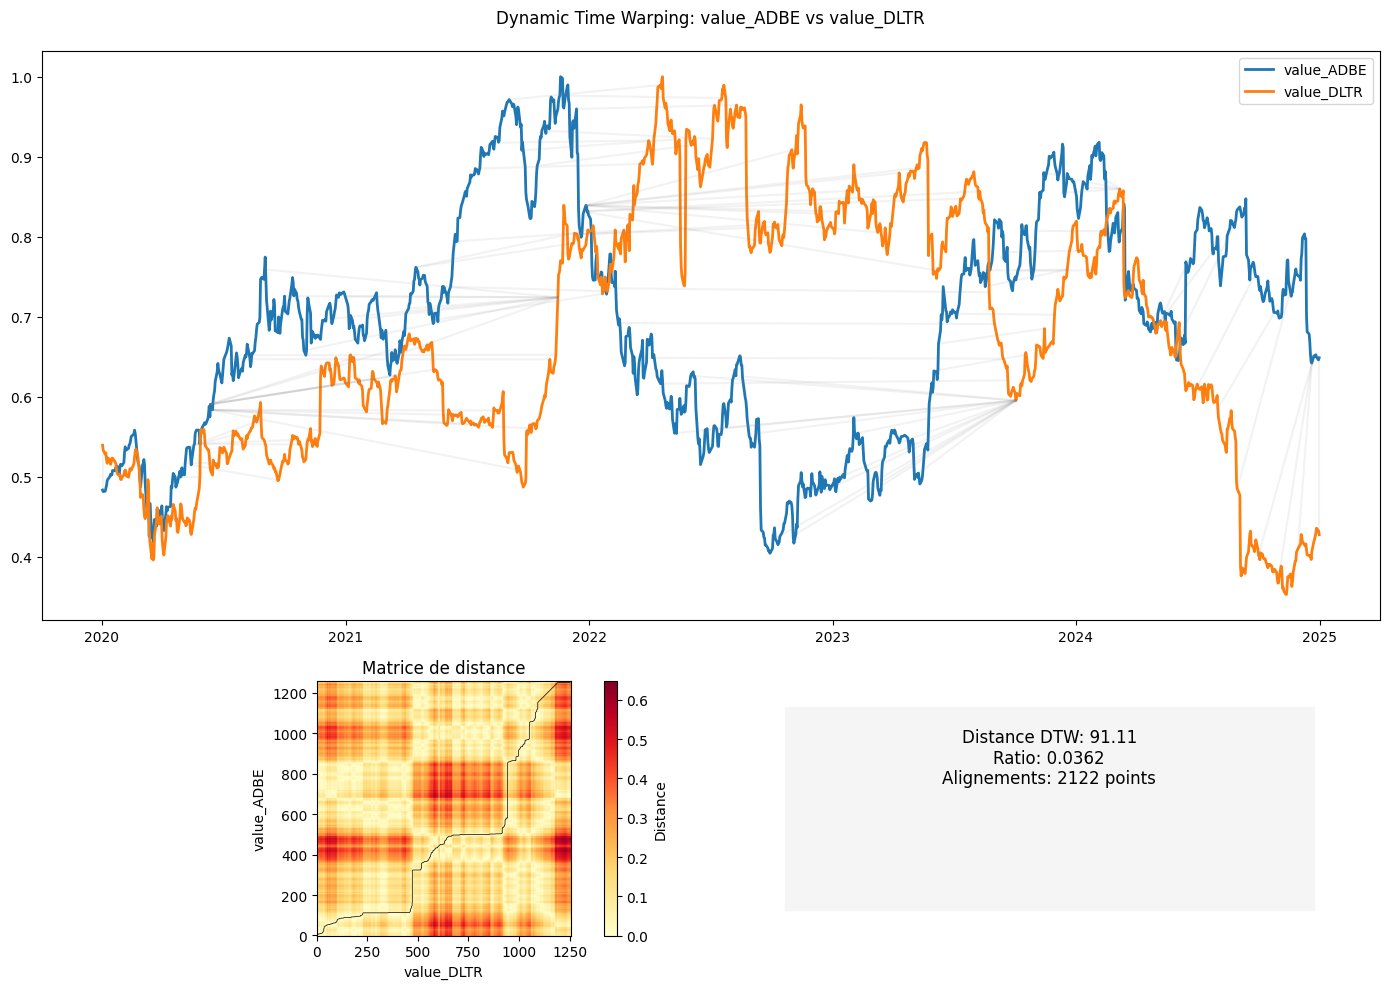 Dynamic Time Warping: value_ADBE vs value_DLTR
value_ADBE
value_DLTR
1.0
0.9
0.8
0.7
0.6
0.5
0.4
2020 2021 2022 2023 2024 2025
Matrice de distance
value_ADBE
1200
1000
800
600
400
200
0
0 250 500 750 1000 1250
value_DLTR
0.6
0.5
0.4
0.3
0.2
0.1
0.0
Distance
Distance DTW: 91.11
Ratio: 0.0362
Alignements: 2122 points